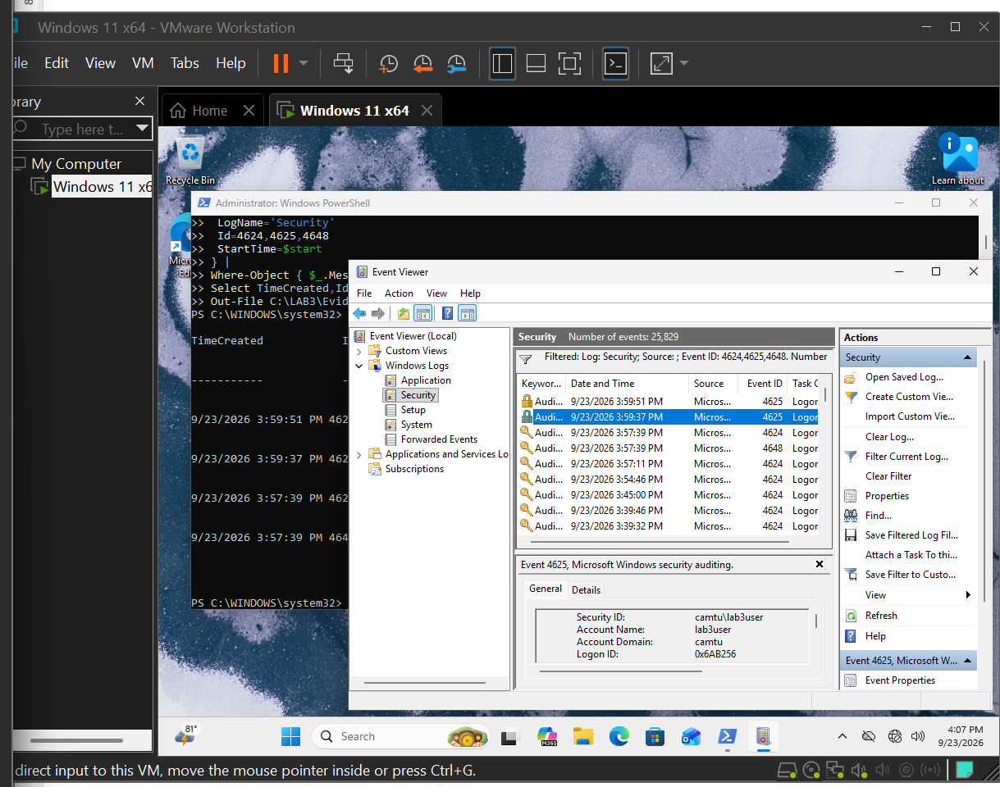 Windows 11 x64 - VMware Workstation
ile Edit View VM Tabs Help
orary
Type here t...
My Computer
Windows 11 x6
Home
Windows 11 x64
Recycle Bin
Learn about
Micr
Ed
Administrator: Windows PowerShell
>> LogName='Security'
>> Id=4624,4625,4648
>> StartTime=$start
>> } |
>> Where-Object { $_.Mes
>> Select TimeCreated,Id
>> Out-File C:\LAB3\Evid
PS C:\WINDOWS\system32>
TimeCreated I
----------- -
9/23/2026 3:59:51 PM 462
9/23/2026 3:59:37 PM 462
9/23/2026 3:57:39 PM 462
9/23/2026 3:57:39 PM 464
PS C:\WINDOWS\system32>
Event Viewer
File Action View Help
Event Viewer (Local)
Custom Views
Windows Logs
Application
Security
Setup
System
Forwarded Events
Applications and Services Lo
Subscriptions
Security Number of events: 25,829
Filtered: Log: Security; Source: ; Event ID: 4624,4625,4648. Number
Keywor... Date and Time Source Event ID Task C
Audi... 9/23/2026 3:59:51 PM Micros... 4625 Logor
Audi... 9/23/2026 3:59:37 PM Micros... 4625 Logor
Audi... 9/23/2026 3:57:39 PM Micros... 4624 Logor
Audi... 9/23/2026 3:57:39 PM Micros... 4648 Logor
Audi... 9/23/2026 3:57:11 PM Micros... 4624 Logor
Audi... 9/23/2026 3:54:46 PM Micros... 4624 Logor
Audi... 9/23/2026 3:45:00 PM Micros... 4624 Logor
Audi... 9/23/2026 3:39:46 PM Micros... 4624 Logor
Audi... 9/23/2026 3:39:32 PM Micros... 4624 Logor
Event 4625, Microsoft Windows security auditing.
General Details
Security ID: camtu\lab3user
Account Name: lab3user
Account Domain: camtu
Logon ID: 0x6AB256
Actions
Security
Open Saved Log...
Create Custom Vie...
Import Custom Vie...
Clear Log...
Filter Current Log...
Clear Filter
Properties
Find...
Save Filtered Log Fil...
Attach a Task To thi...
Save Filter to Custo...
View
Refresh
Help
Event 4625, Microsoft W...
Event Properties
81°
Search
M365
4:07 PM
9/23/2026
direct input to this VM, move the mouse pointer inside or press Ctrl+G.